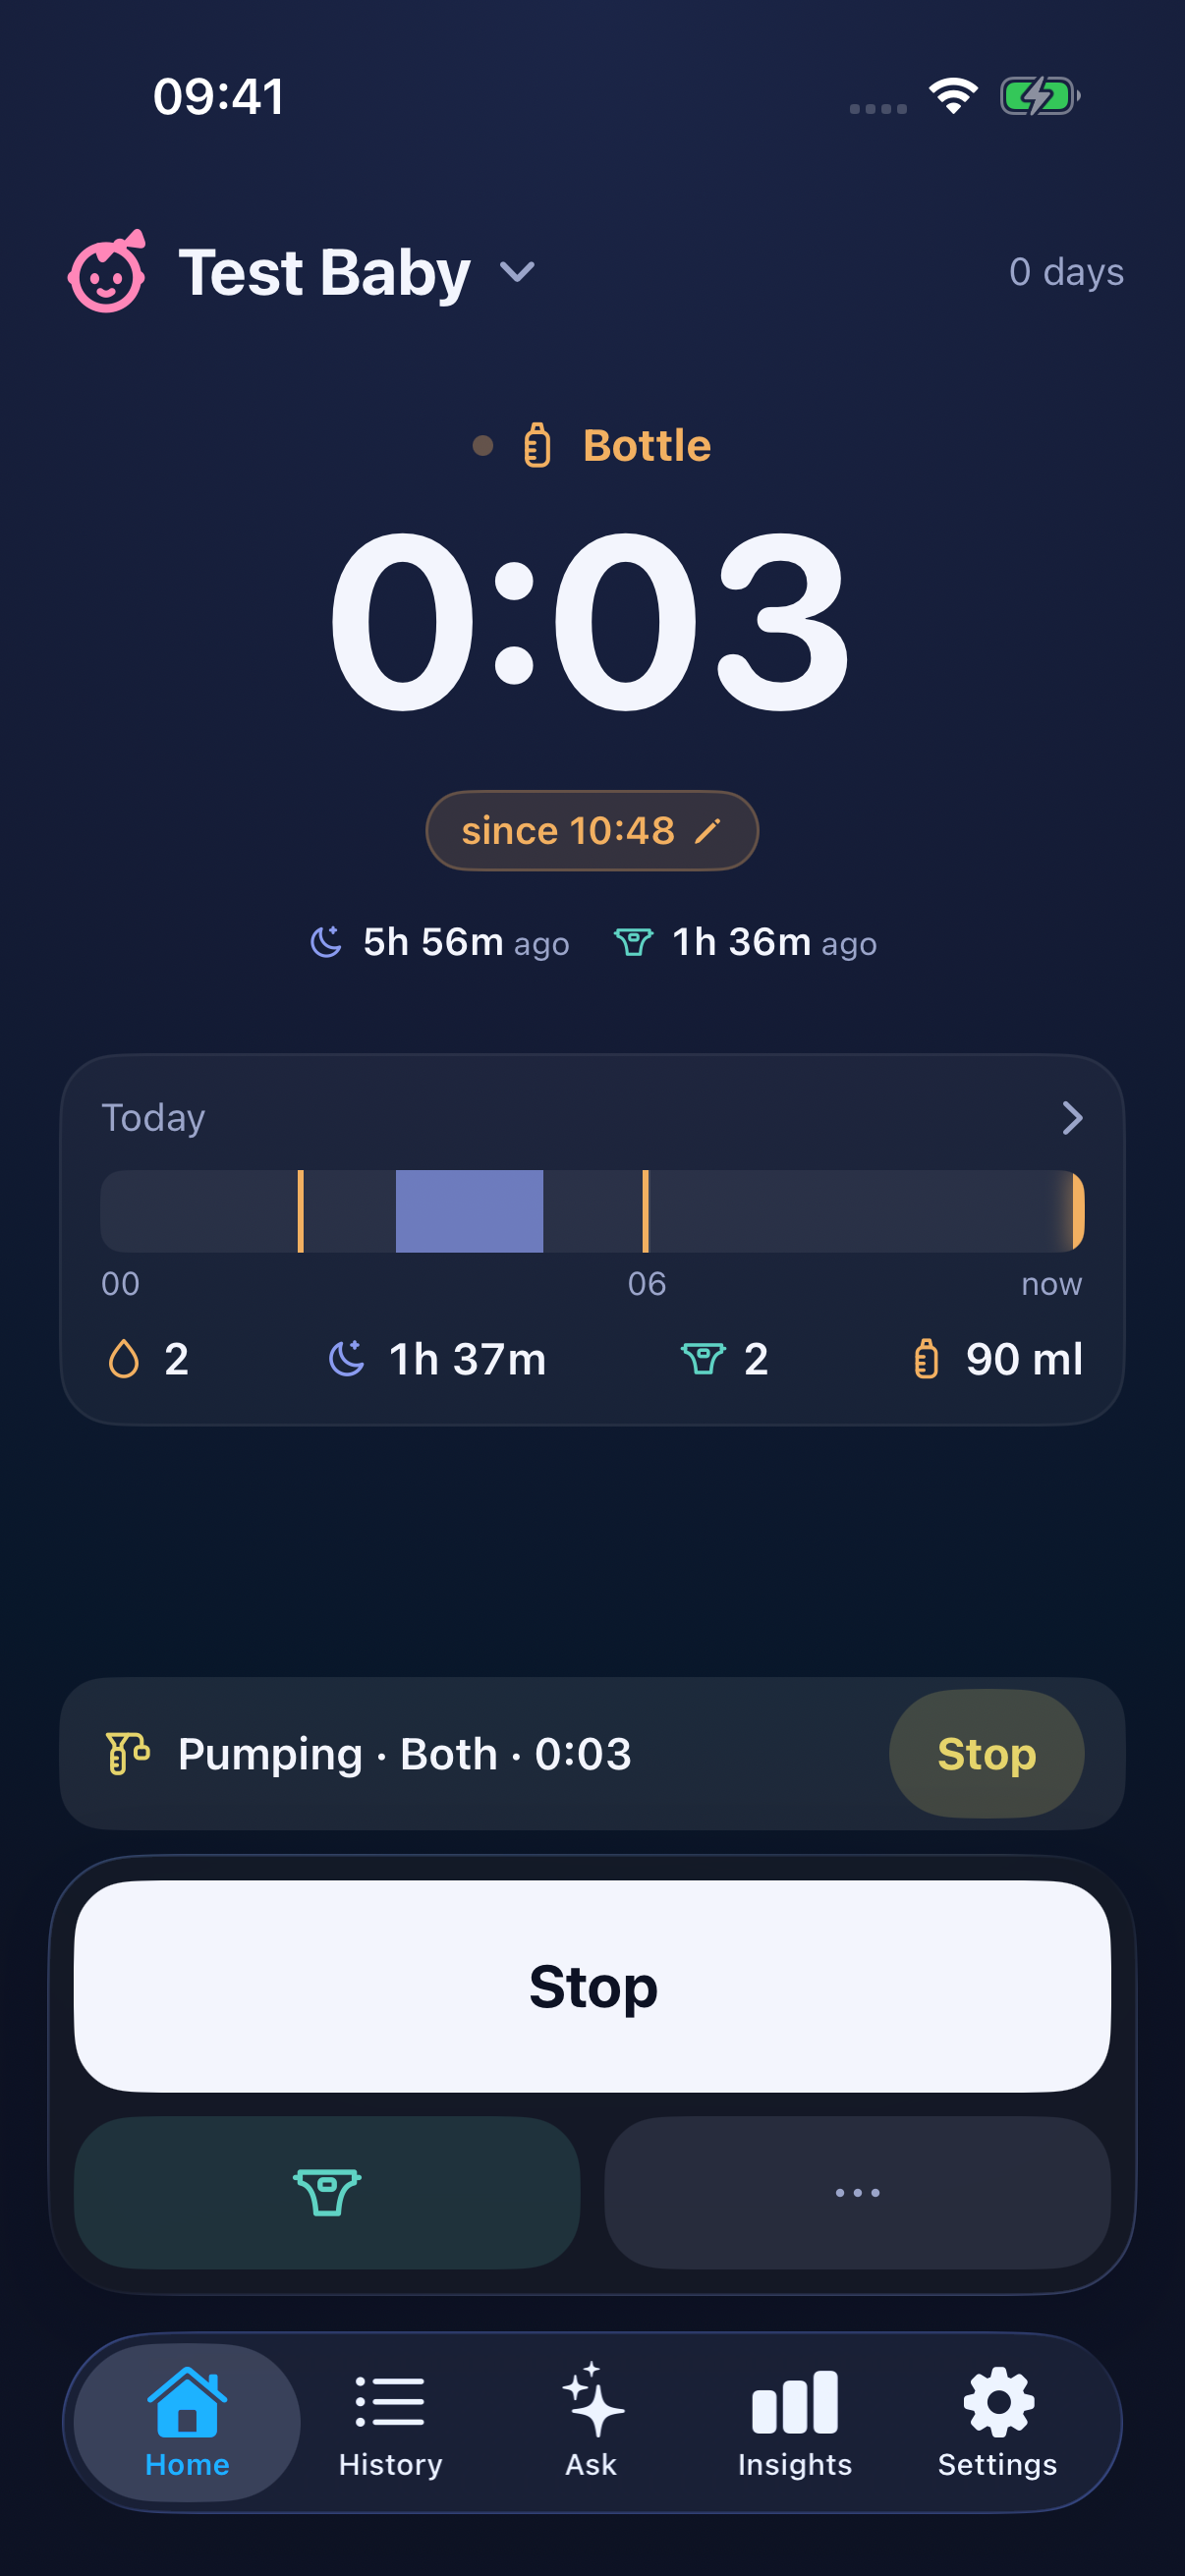 09:41
Test Baby
0 days
Bottle
0:03
since 10:48
5h 56m ago 1h 36m ago
Today
00 06 now
2 1h 37m 2 90 ml
Pumping · Both · 0:03
Stop
Stop
Home History Ask Insights Settings